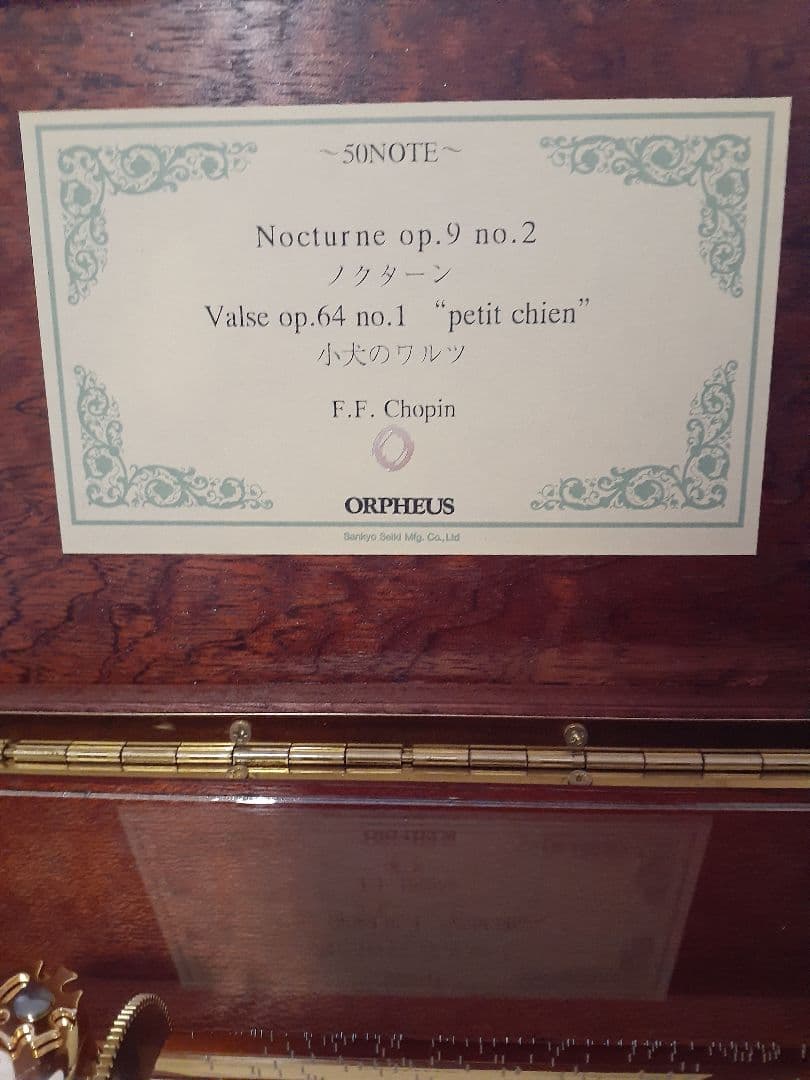 ～50NOTE～
Nocturne op.9 no.2
ノクターン
Valse op.64 no.1 “petit chien”
小犬のワルツ
F.F. Chopin
ORPHEUS
Sankyo Seiki Mfg. Co.,Ltd